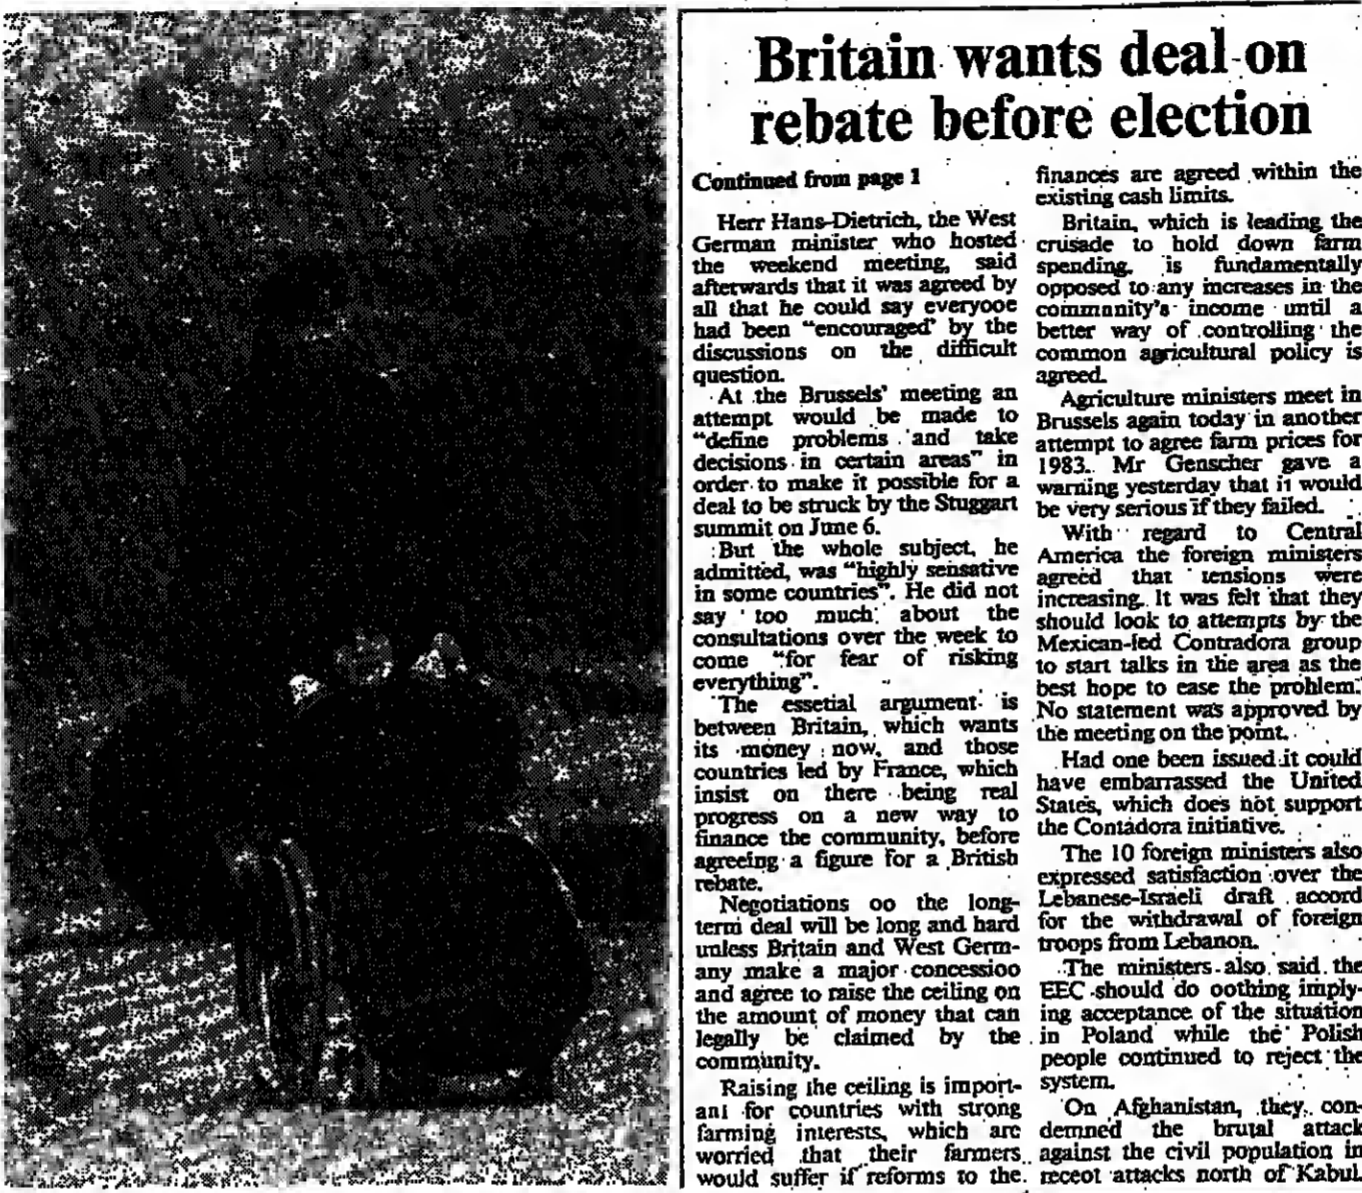 Britain wants deal on
rebate before election
Continued from page 1
Herr Hans-Dietrich, the West
German minister who hosted
the weekend meeting, said
afterwards that it was agreed by
all that he could say everyooe
had been "encouraged" by the
discussions on the difficult
question.
At the Brussels' meeting an
attempt would be made to
"define problems and take
decisions in certain areas" in
order to make it possible for a
deal to be struck by the Stuggart
summit on June 6.
But the whole subject, he
admitted, was "highly sensative
in some countries". He did not
say too much about the
consultations over the week to
come "for fear of risking
everything".
The essetial argument is
between Britain, which wants
its money now, and those
countries led by France, which
insist on there being real
progress on a new way to
finance the community, before
agreeing a figure for a British
rebate.
Negotiations oo the long-
term deal will be long and hard
unless Britain and West Germ-
any make a major concessioo
and agree to raise the ceiling on
the amount of money that can
legally be claimed by the
community.
Raising the ceiling is import-
ant for countries with strong
farming interests, which are
worried that their farmers
would suffer if reforms to the
finances are agreed within the
existing cash limits.
Britain, which is leading the
crusade to hold down farm
spending, is fundamentally
opposed to any increases in the
community's income until a
better way of controlling the
common agricultural policy is
agreed.
Agriculture ministers meet in
Brussels again today in another
attempt to agree farm prices for
1983. Mr Genscher gave a
warning yesterday that it would
be very serious if they failed.
With regard to Central
America the foreign ministers
agreed that tensions were
increasing. It was felt that they
should look to attempts by the
Mexican-led Contradora group
to start talks in the area as the
best hope to ease the problem.
No statement was approved by
the meeting on the point.
Had one been issued it could
have embarrassed the United
States, which does not support
the Contadora initiative.
The 10 foreign ministers also
expressed satisfaction over the
Lebanese-Israeli draft accord
for the withdrawal of foreign
troops from Lebanon.
The ministers also said the
EEC should do oothing imply-
ing acceptance of the situation
in Poland while the Polish
people continued to reject the
system.
On Afghanistan, they con-
demned the brutal attack
against the civil population in
receot attacks north of Kabul